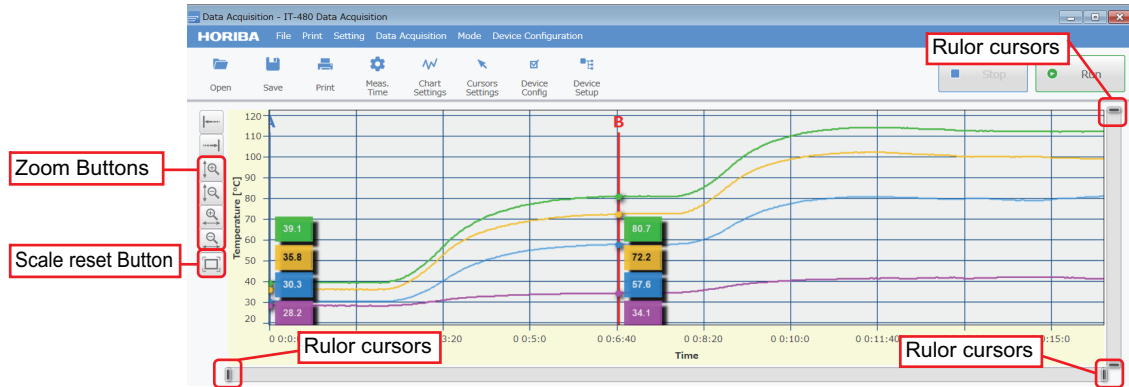 Data Acquisition - IT-480 Data Acquisition
HORIBA File Print Setting Data Acquisition Mode Device Configuration
Rulor cursors
Open
Save
Print
Meas. Time
Chart Settings
Cursors Settings
Device Config
Device Setup
Stop
Run
Zoom Buttons
Scale reset Button
Temperature [°C]
120
110
100
90
80
70
60
50
40
30
20
A
B
39.1
35.8
30.3
28.2
80.7
72.2
57.6
34.1
3:20
0 0:5:0
0 0:6:40
0 0:8:20
0 0:10:0
0 0:11:40
0:15:0
Time
Rulor cursors
Rulor cursors